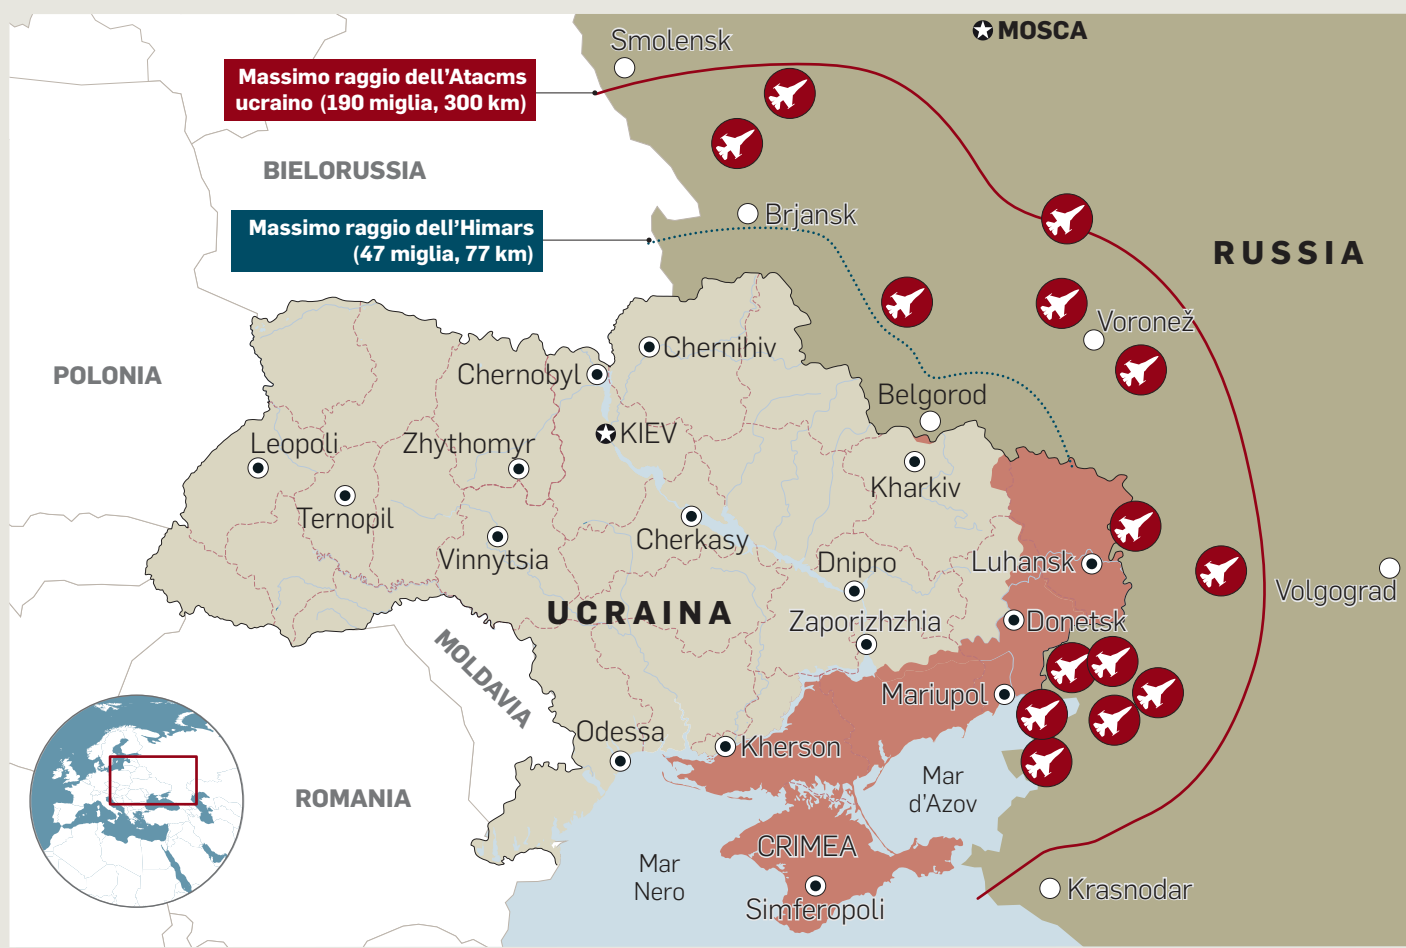 Smolensk
MOSCA
Massimo raggio dell'Atacms
ucraino (190 miglia, 300 km)
BIELORUSSIA
Massimo raggio dell'Himars
(47 miglia, 77 km)
Brjansk
RUSSIA
Voronež
Chernihiv
POLONIA
Chernobyl
Belgorod
KIEV
Leopoli
Zhythomyr
Kharkiv
Ternopil
Cherkasy
Vinnytsia
Dnipro
Luhansk
Volgograd
UCRAINA
Zaporizhzhia
Donetsk
MOLDAVIA
Mariupol
Odessa
Kherson
Mar
d'Azov
ROMANIA
CRIMEA
Mar
Nero
Krasnodar
Simferopoli